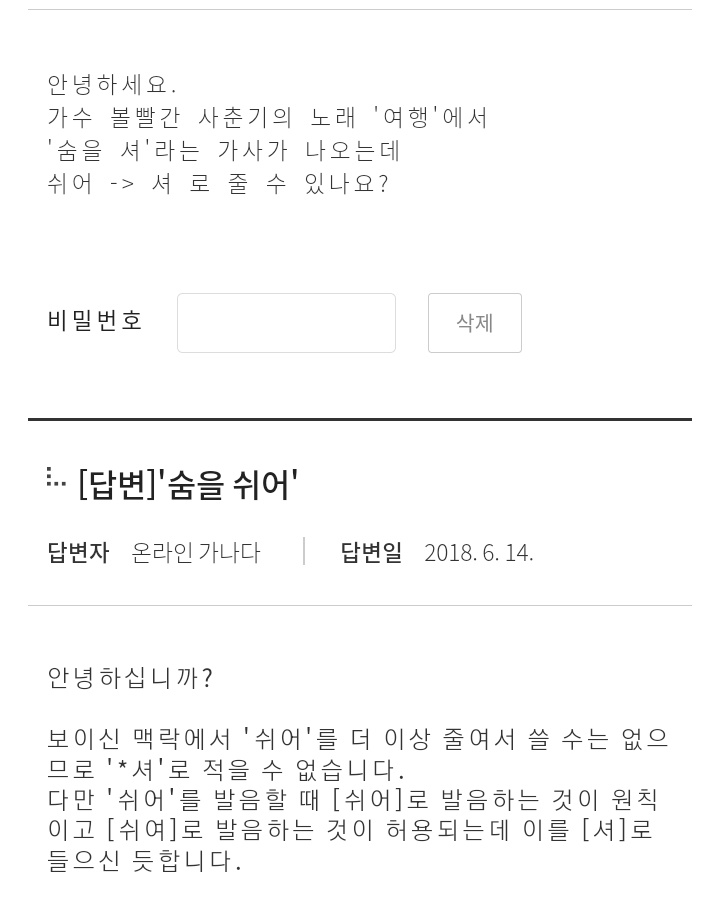 안녕하세요.
가수 볼빨간 사춘기의 노래 '여행'에서
'숨을 셔'라는 가사가 나오는데
쉬어 -> 셔 로 줄 수 있나요?
비밀번호
삭제
[답변]'숨을 쉬어'
답변자 온라인 가나다 답변일 2018. 6. 14.
안녕하십니까?
보이신 맥락에서 '쉬어'를 더 이상 줄여서 쓸 수는 없으
므로 '*셔'로 적을 수 없습니다.
다만 '쉬어'를 발음할 때 [쉬어]로 발음하는 것이 원칙
이고 [쉬여]로 발음하는 것이 허용되는데 이를 [셔]로
들으신 듯합니다.